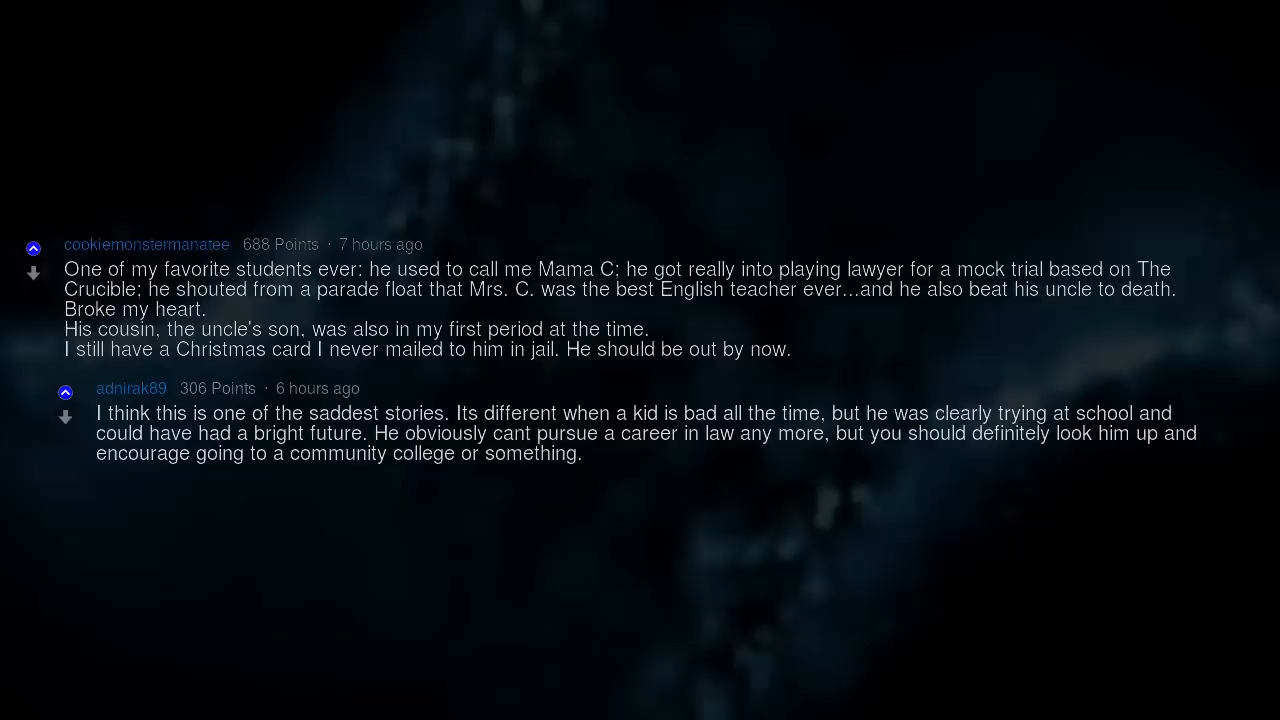 cookiemonstermanatee 688 Points · 7 hours ago
One of my favorite students ever: he used to call me Mama C; he got really into playing lawyer for a mock trial based on The
Crucible; he shouted from a parade float that Mrs. C. was the best English teacher ever...and he also beat his uncle to death.
Broke my heart.
His cousin, the uncle's son, was also in my first period at the time.
I still have a Christmas card I never mailed to him in jail. He should be out by now.
adnirak89 306 Points · 6 hours ago
I think this is one of the saddest stories. Its different when a kid is bad all the time, but he was clearly trying at school and
could have had a bright future. He obviously cant pursue a career in law any more, but you should definitely look him up and
encourage going to a community college or something.